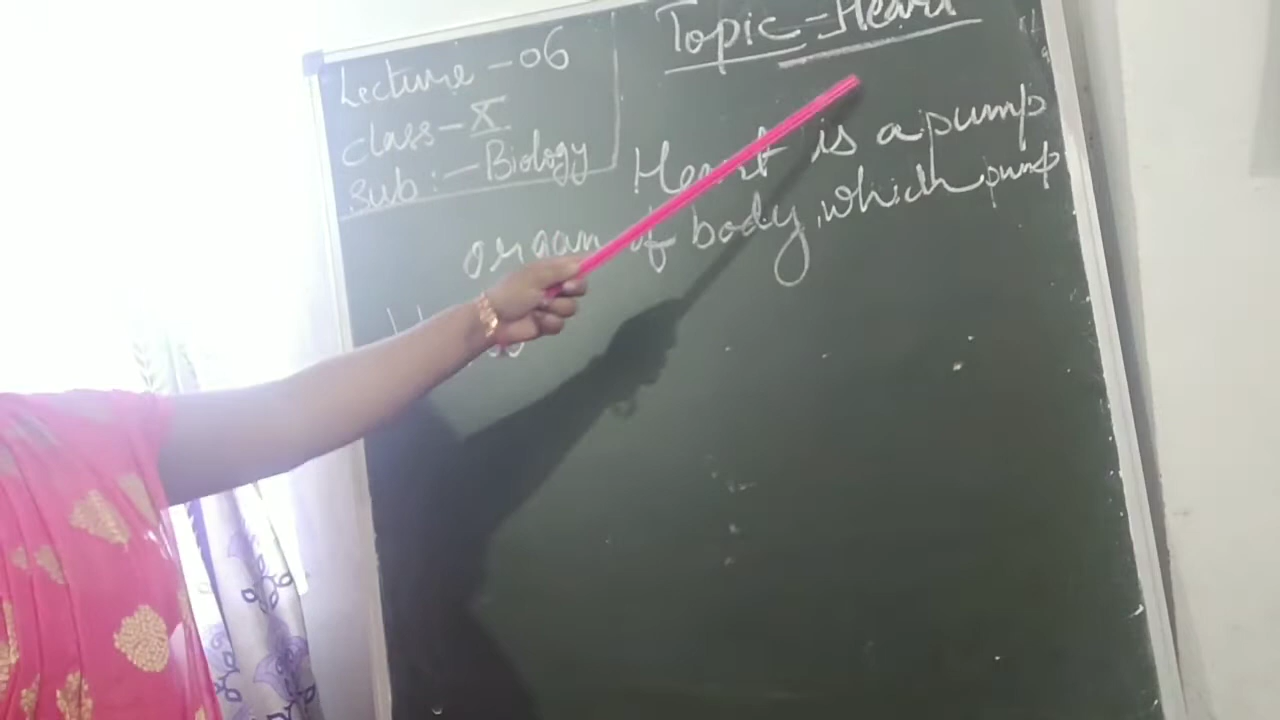 Lecture - 06
Class - X
Sub : - Biology
Topic - Heart
Heart is a pump
organ of body, which pump